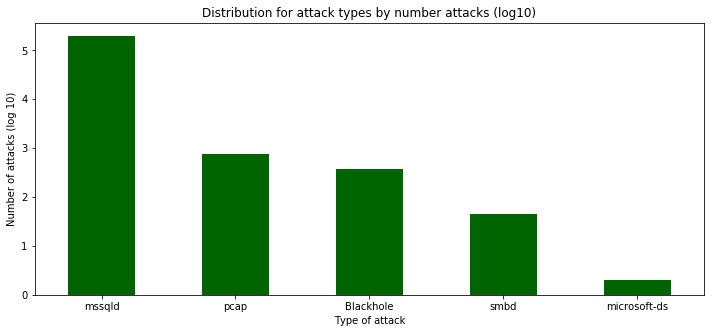 Distribution for attack types by number attacks (log10)
Number of attacks (log 10)
5
4
3
2
1
0
mssqld pcap Blackhole smbd microsoft-ds
Type of attack